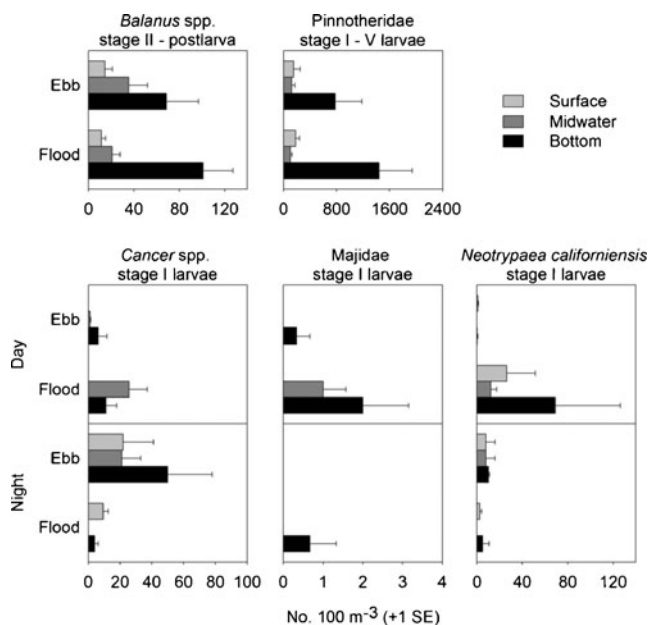 Balanus spp.
stage II - postlarva
Pinnotheridae
stage I - V larvae
Ebb
Flood
0 40 80 120
0 800 1600 2400
Surface
Midwater
Bottom
Cancer spp.
stage I larvae
Majidae
stage I larvae
Neotrypaea californiensis
stage I larvae
Day
Ebb
Flood
Night
Ebb
Flood
0 20 40 60 80 100
0 1 2 3 4
0 40 80 120
No. 100 m⁻³ (+1 SE)